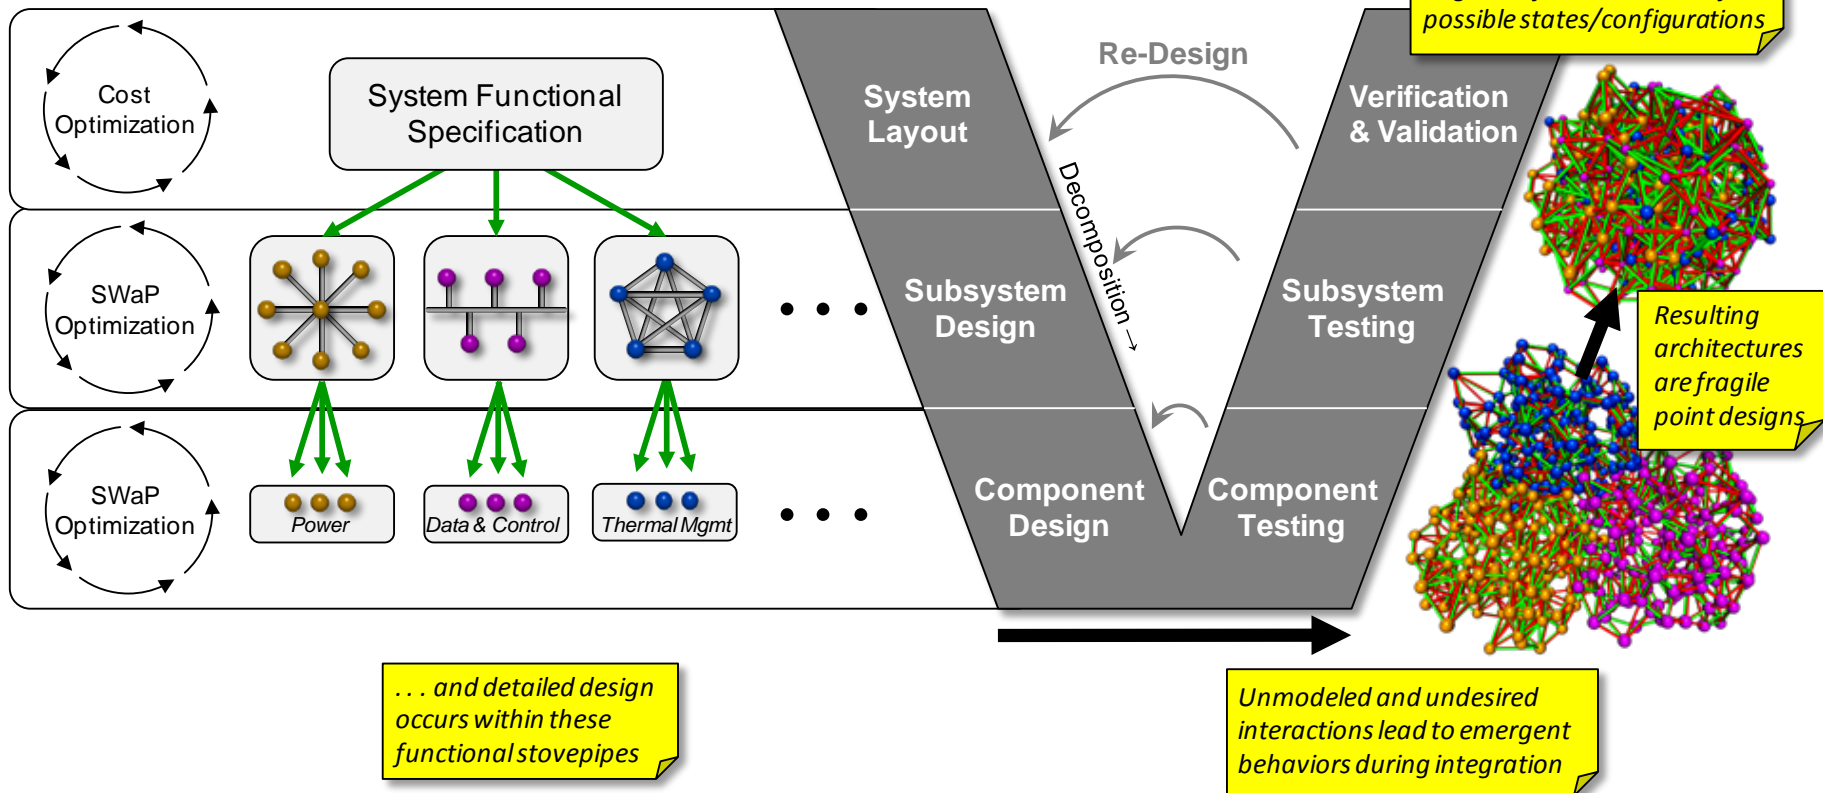 possible states/configurations
Cost
Optimization
System Functional
Specification
System
Layout
Re-Design
Verification
& Validation
Decomposition →
SWaP
Optimization
Subsystem
Design
Subsystem
Testing
Resulting
architectures
are fragile
point designs
SWaP
Optimization
Power
Data & Control
Thermal Mgmt
Component
Design
Component
Testing
. . . and detailed design
occurs within these
functional stovepipes
Unmodeled and undesired
interactions lead to emergent
behaviors during integration